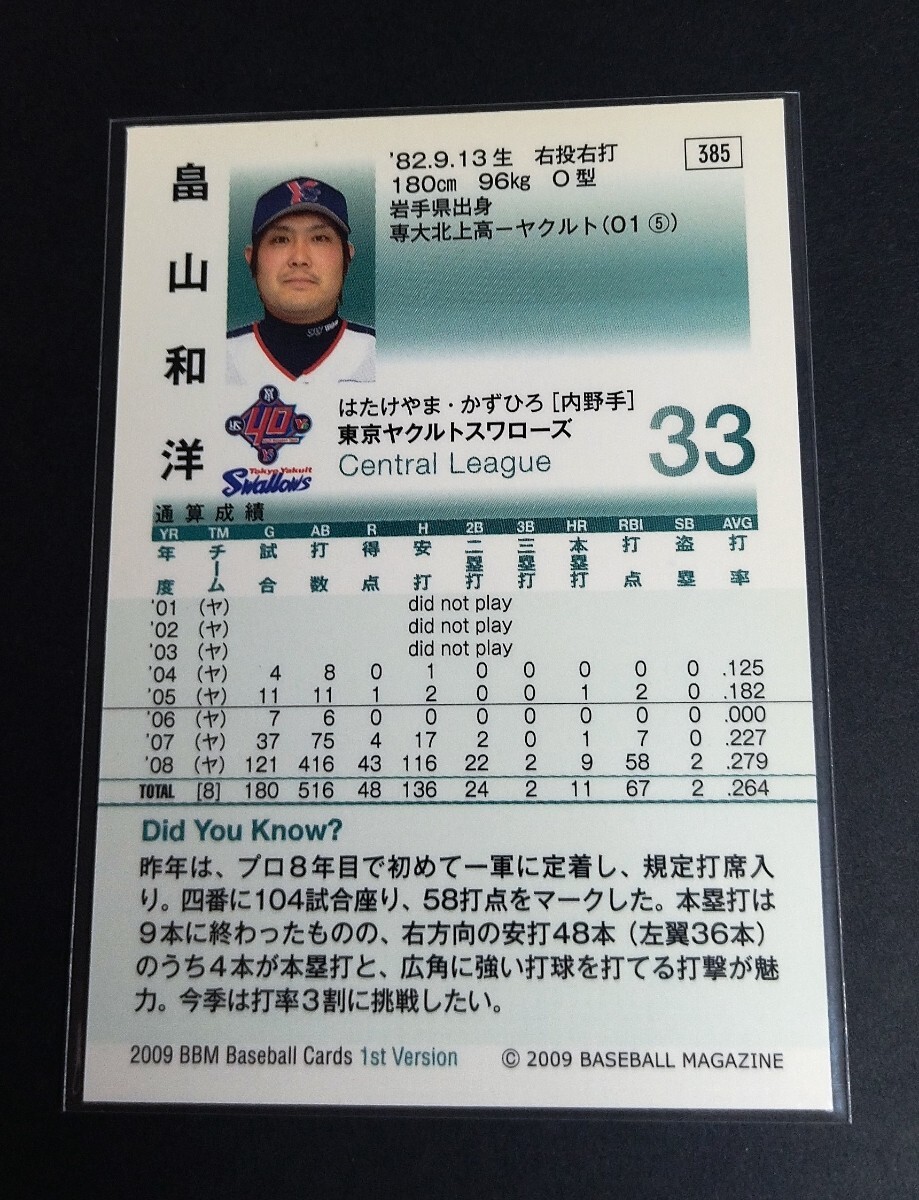 畠山和洋
'82.9.13生 右投右打
180cm 96kg O型
岩手県出身
専大北上高ーヤクルト(01⑤)
385
YS
40
Tokyo Yakult
Swallows
はたけやま・かずひろ[内野手]
東京ヤクルトスワローズ
Central League
33
通算成績
YR TM G AB R H 2B 3B HR RBI SB AVG
年度 チーム 試合 打数 得点 安打 二塁打 三塁打 本塁打 打点 盗塁 打率
'01 (ヤ) did not play
'02 (ヤ) did not play
'03 (ヤ) did not play
'04 (ヤ) 4 8 0 1 0 0 0 0 0 .125
'05 (ヤ) 11 11 1 2 0 0 1 2 0 .182
'06 (ヤ) 7 6 0 0 0 0 0 0 0 .000
'07 (ヤ) 37 75 4 17 2 0 1 7 0 .227
'08 (ヤ) 121 416 43 116 22 2 9 58 2 .279
TOTAL [8] 180 516 48 136 24 2 11 67 2 .264
Did You Know?
昨年は、プロ8年目で初めて一軍に定着し、規定打席入
り。四番に104試合座り、58打点をマークした。本塁打は
9本に終わったものの、右方向の安打48本(左翼36本)
のうち4本が本塁打と、広角に強い打球を打てる打撃が魅
力。今季は打率3割に挑戦したい。
2009 BBM Baseball Cards 1st Version
© 2009 BASEBALL MAGAZINE